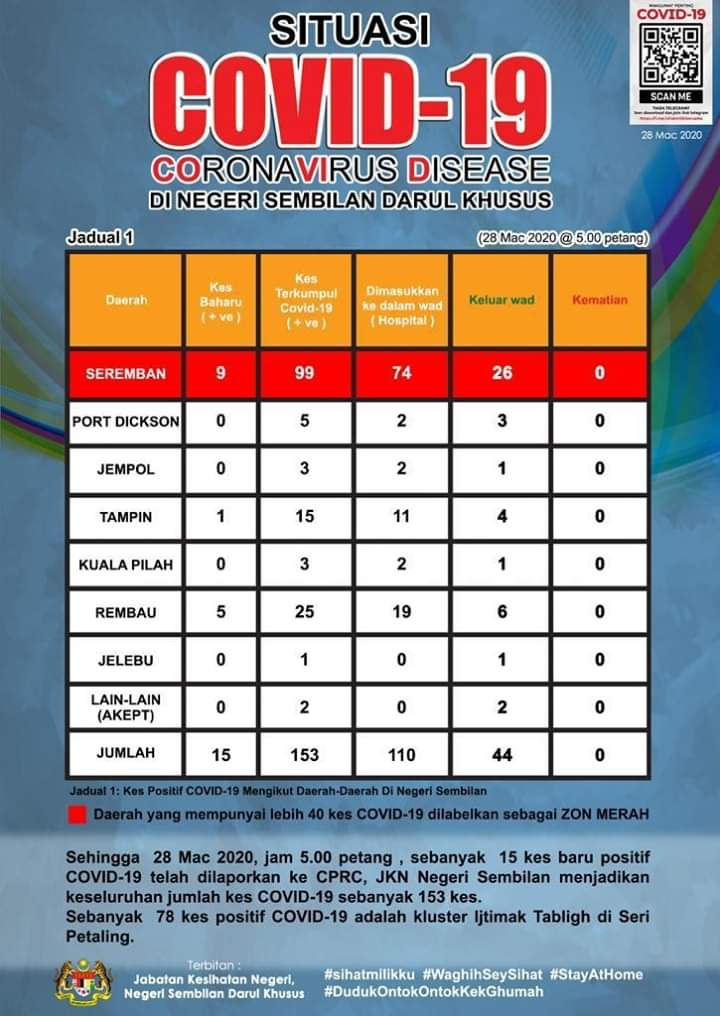 SITUASI
COVID-19
CORONAVIRUS DISEASE
DI NEGERI SEMBILAN DARUL KHUSUS
MAKLUMAT PENTING
COVID-19
SCAN ME
28 Mac 2020
Jadual 1
(28 Mac 2020 @ 5.00 petang)
Daerah
Kes
Baharu
( + ve )
Kes
Terkumpul
Covid-19
( + ve )
Dimasukkan
ke dalam wad
( Hospital )
Keluar wad
Kematian
SEREMBAN 9 99 74 26 0
PORT DICKSON 0 5 2 3 0
JEMPOL 0 3 2 1 0
TAMPIN 1 15 11 4 0
KUALA PILAH 0 3 2 1 0
REMBAU 5 25 19 6 0
JELEBU 0 1 0 1 0
LAIN-LAIN
(AKEPT) 0 2 0 2 0
JUMLAH 15 153 110 44 0
Jadual 1: Kes Positif COVID-19 Mengikut Daerah-Daerah Di Negeri Sembilan
Daerah yang mempunyai lebih 40 kes COVID-19 dilabelkan sebagai ZON MERAH
Sehingga 28 Mac 2020, jam 5.00 petang , sebanyak 15 kes baru positif
COVID-19 telah dilaporkan ke CPRC, JKN Negeri Sembilan menjadikan
keseluruhan jumlah kes COVID-19 sebanyak 153 kes.
Sebanyak 78 kes positif COVID-19 adalah kluster Ijtimak Tabligh di Seri
Petaling.
Terbitan :
Jabatan Kesihatan Negeri,
Negeri Sembilan Darul Khusus
#sihatmilikku #WaghihSeySihat #StayAtHome
#DudukOntokOntokKekGhumah